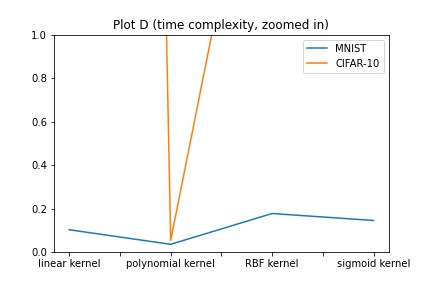 Plot D (time complexity, zoomed in)
MNIST
CIFAR-10
1.0
0.8
0.6
0.4
0.2
0.0
linear kernel
polynomial kernel
RBF kernel
sigmoid kernel